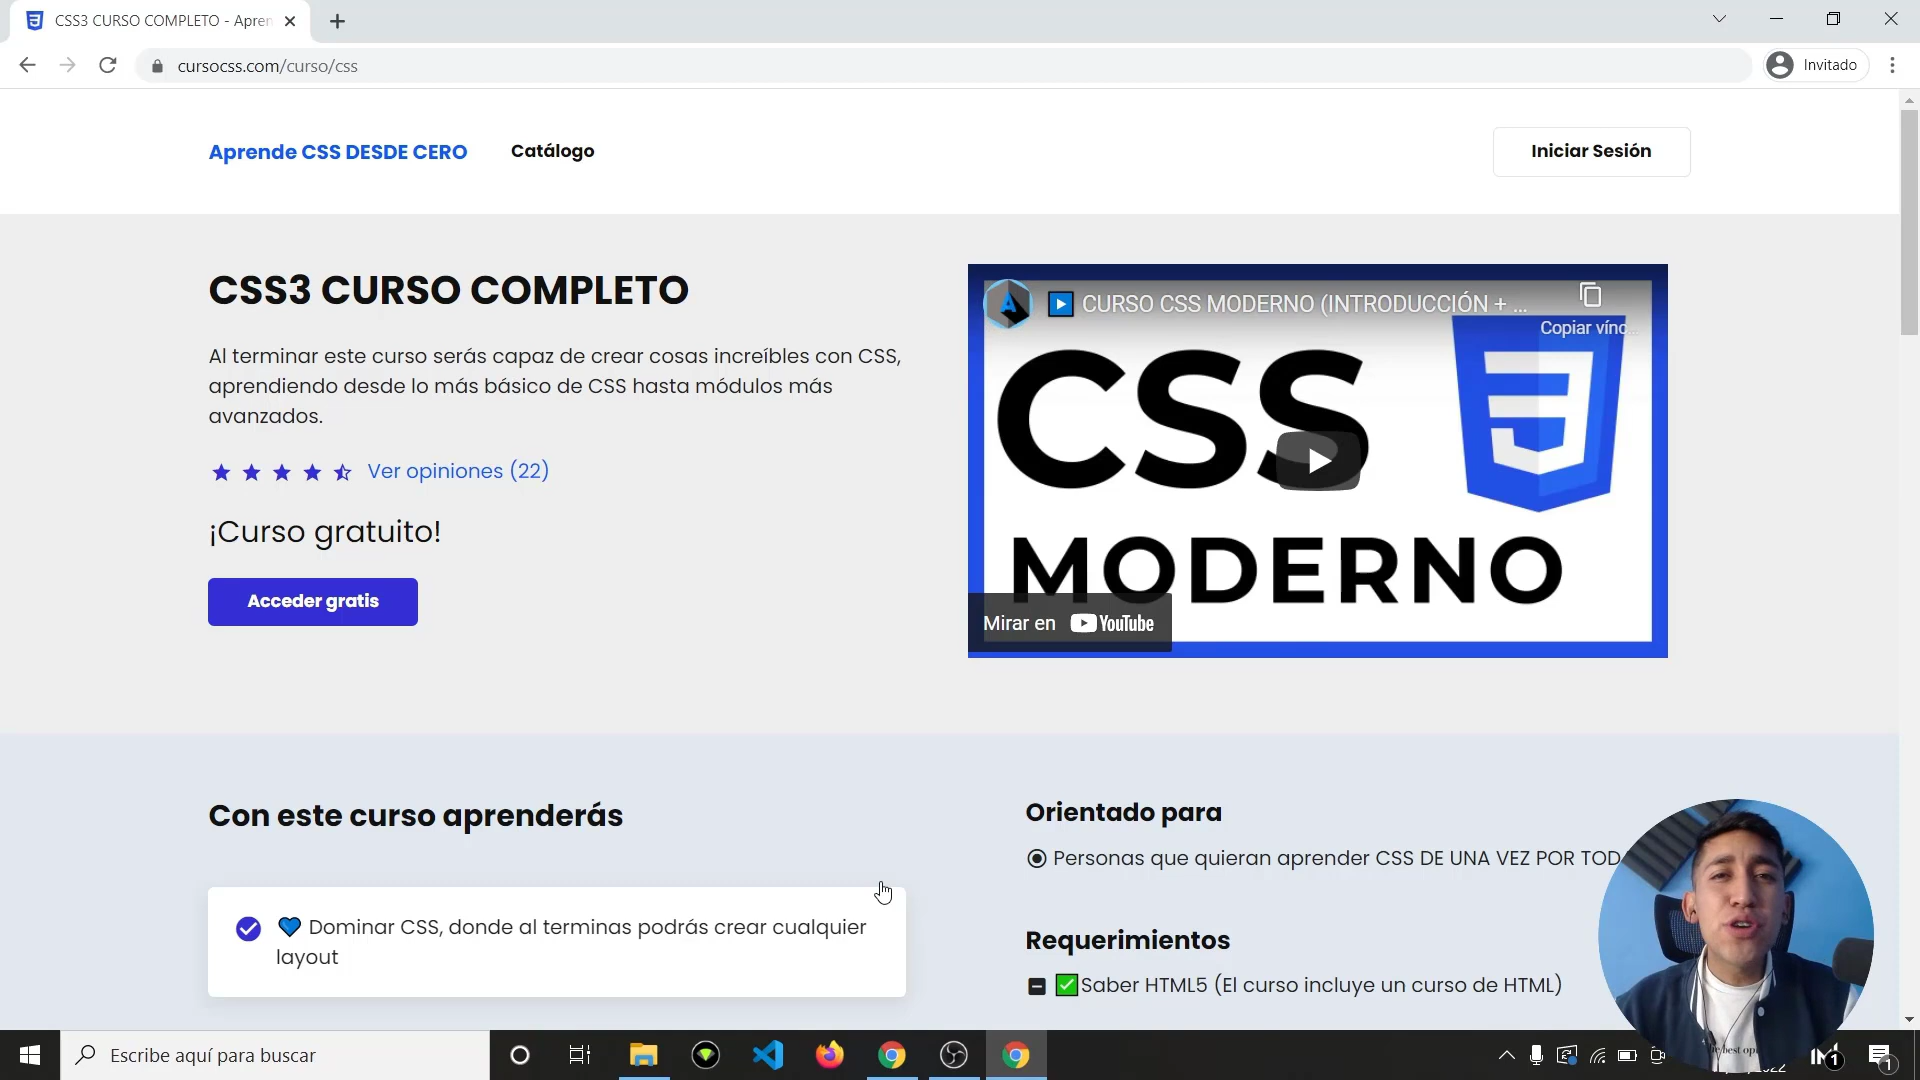 CSS3 CURSO COMPLETO - Apren
cursocss.com/curso/css
Invitado
Aprende CSS DESDE CERO
Catálogo
Iniciar Sesión
CSS3 CURSO COMPLETO
Al terminar este curso serás capaz de crear cosas increíbles con CSS,
aprendiendo desde lo más básico de CSS hasta módulos más
avanzados.
Ver opiniones (22)
¡Curso gratuito!
Acceder gratis
CURSO CSS MODERNO (INTRODUCCIÓN + ...
Copiar vínc...
CSS
MODERNO
Mirar en YouTube
Con este curso aprenderás
💙 Dominar CSS, donde al terminas podrás crear cualquier
layout
Orientado para
Personas que quieran aprender CSS DE UNA VEZ POR TOD
Requerimientos
✅Saber HTML5 (El curso incluye un curso de HTML)
Escribe aquí para buscar
1
1